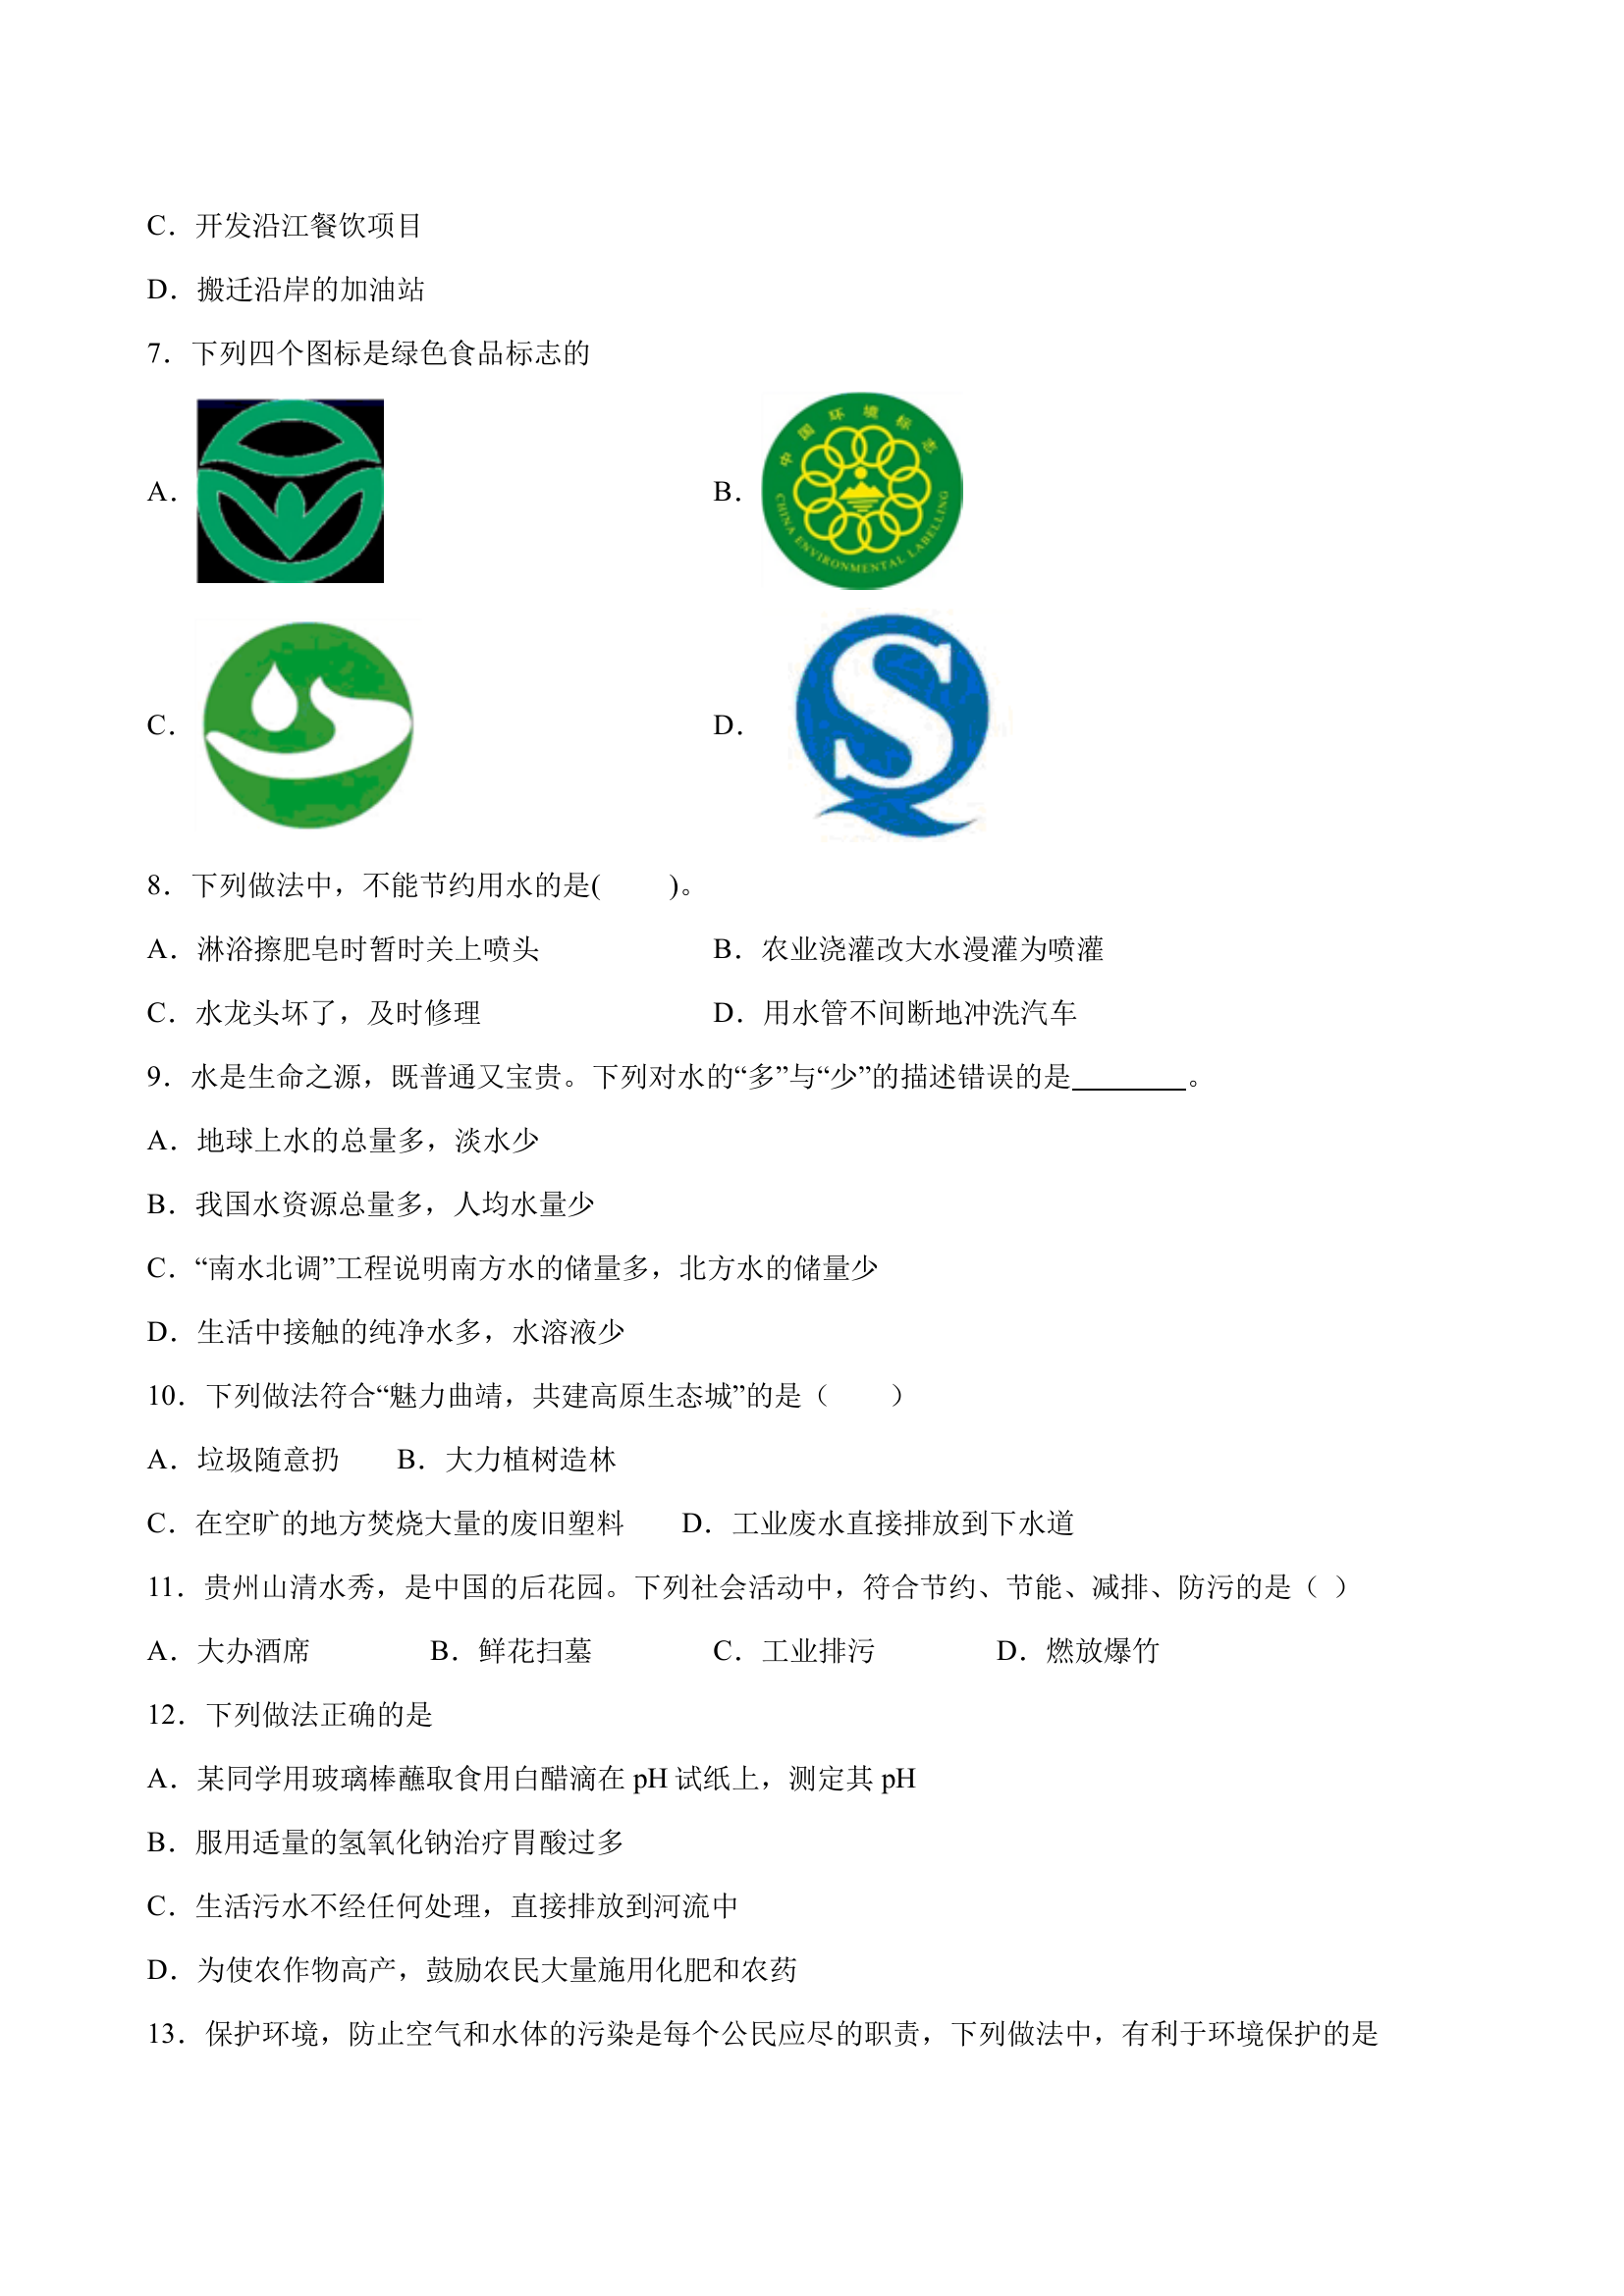 C．开发沿江餐饮项目
D．搬迁沿岸的加油站
7．下列四个图标是绿色食品标志的
A．
B．
中国环境标志
CHINA ENVIRONMENTAL LABELLING
C．
D．
8．下列做法中，不能节约用水的是(　　)。
A．淋浴擦肥皂时暂时关上喷头　B．农业浇灌改大水漫灌为喷灌
C．水龙头坏了，及时修理　D．用水管不间断地冲洗汽车
9．水是生命之源，既普通又宝贵。下列对水的“多”与“少”的描述错误的是________。
A．地球上水的总量多，淡水少
B．我国水资源总量多，人均水量少
C．“南水北调”工程说明南方水的储量多，北方水的储量少
D．生活中接触的纯净水多，水溶液少
10．下列做法符合“魅力曲靖，共建高原生态城”的是（　　）
A．垃圾随意扔　B．大力植树造林
C．在空旷的地方焚烧大量的废旧塑料　D．工业废水直接排放到下水道
11．贵州山清水秀，是中国的后花园。下列社会活动中，符合节约、节能、减排、防污的是（ ）
A．大办酒席　B．鲜花扫墓　C．工业排污　D．燃放爆竹
12．下列做法正确的是
A．某同学用玻璃棒蘸取食用白醋滴在 pH 试纸上，测定其 pH
B．服用适量的氢氧化钠治疗胃酸过多
C．生活污水不经任何处理，直接排放到河流中
D．为使农作物高产，鼓励农民大量施用化肥和农药
13．保护环境，防止空气和水体的污染是每个公民应尽的职责，下列做法中，有利于环境保护的是